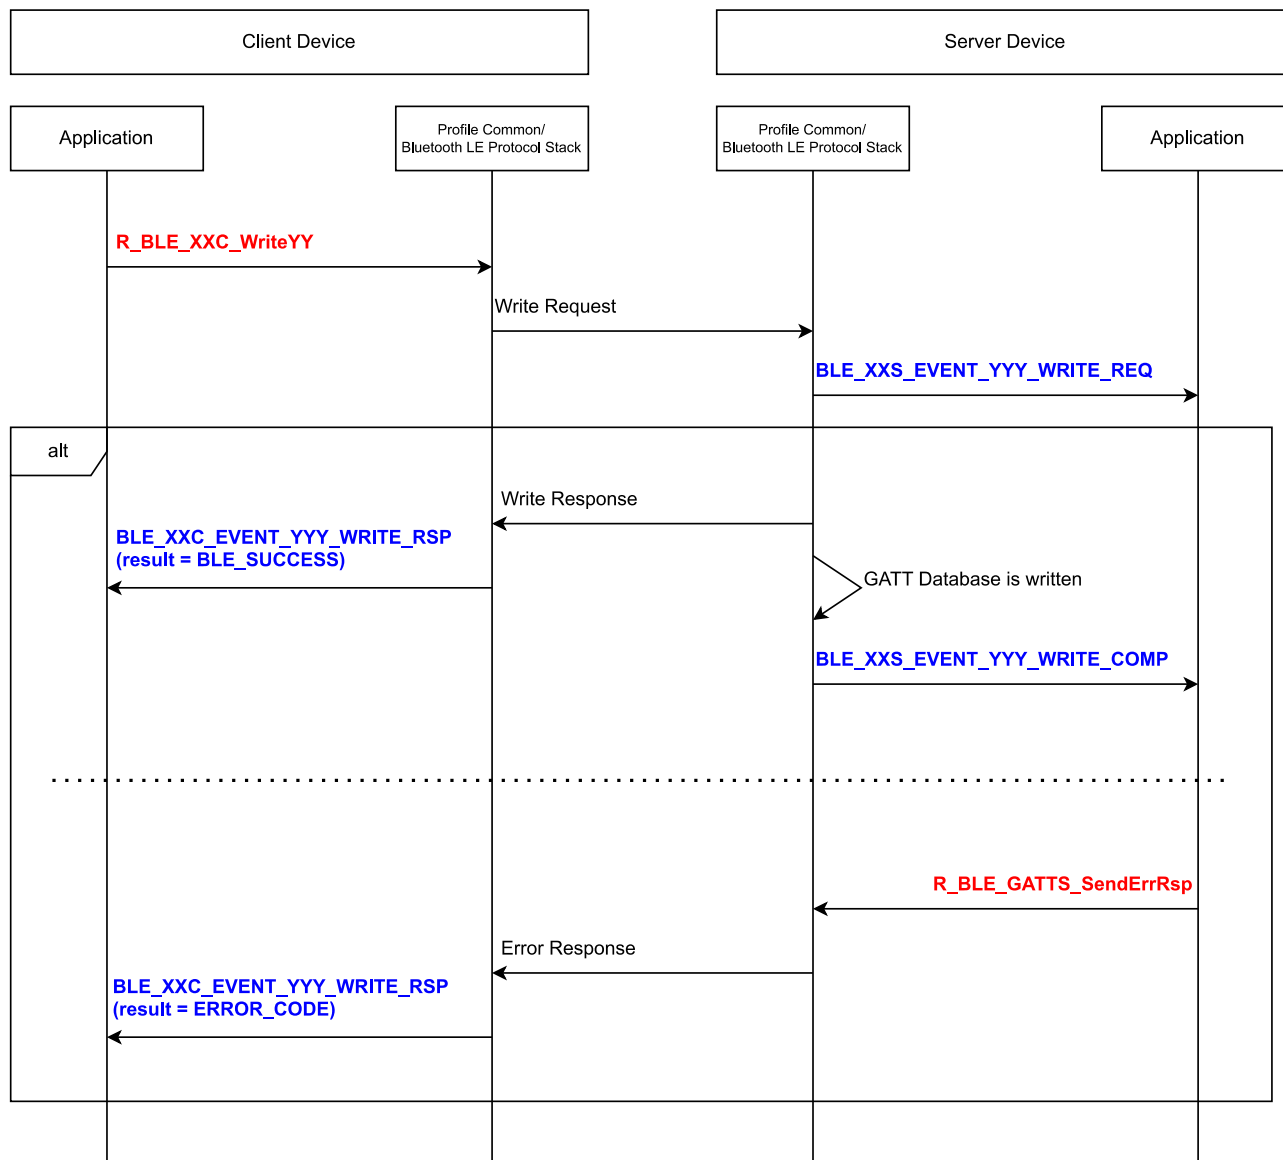 Client Device
Server Device
Application
Profile Common/
Bluetooth LE Protocol Stack
Profile Common/
Bluetooth LE Protocol Stack
Application
R_BLE_XXC_WriteYY
Write Request
BLE_XXS_EVENT_YYY_WRITE_REQ
alt
Write Response
BLE_XXC_EVENT_YYY_WRITE_RSP
(result = BLE_SUCCESS)
GATT Database is written
BLE_XXS_EVENT_YYY_WRITE_COMP
R_BLE_GATTS_SendErrRsp
Error Response
BLE_XXC_EVENT_YYY_WRITE_RSP
(result = ERROR_CODE)